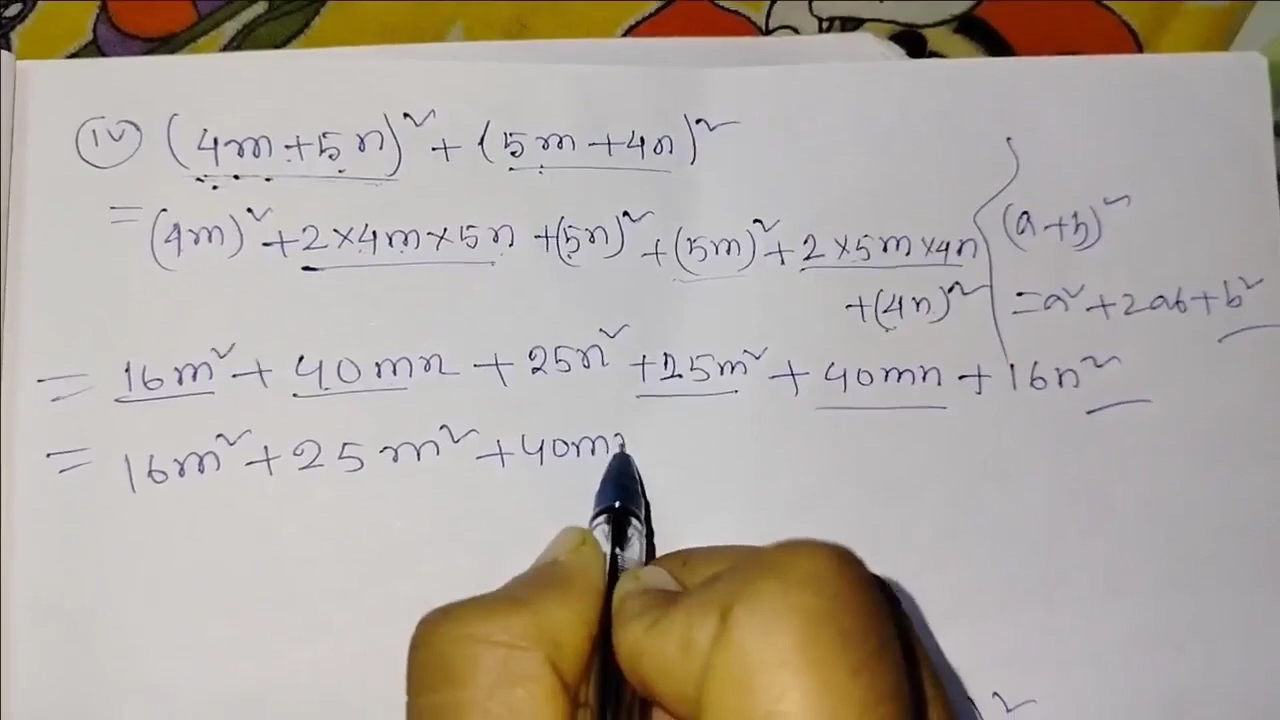 (iv) (4m+5n)² + (5m+4n)²
= (4m)² + 2×4m×5n + (5n)² + (5m)² + 2×5m×4n
+ (4n)²
(a+b)²
= a² + 2ab + b²
= 16m² + 40mn + 25n² + 25m² + 40mn + 16n²
= 16m² + 25m² + 40m